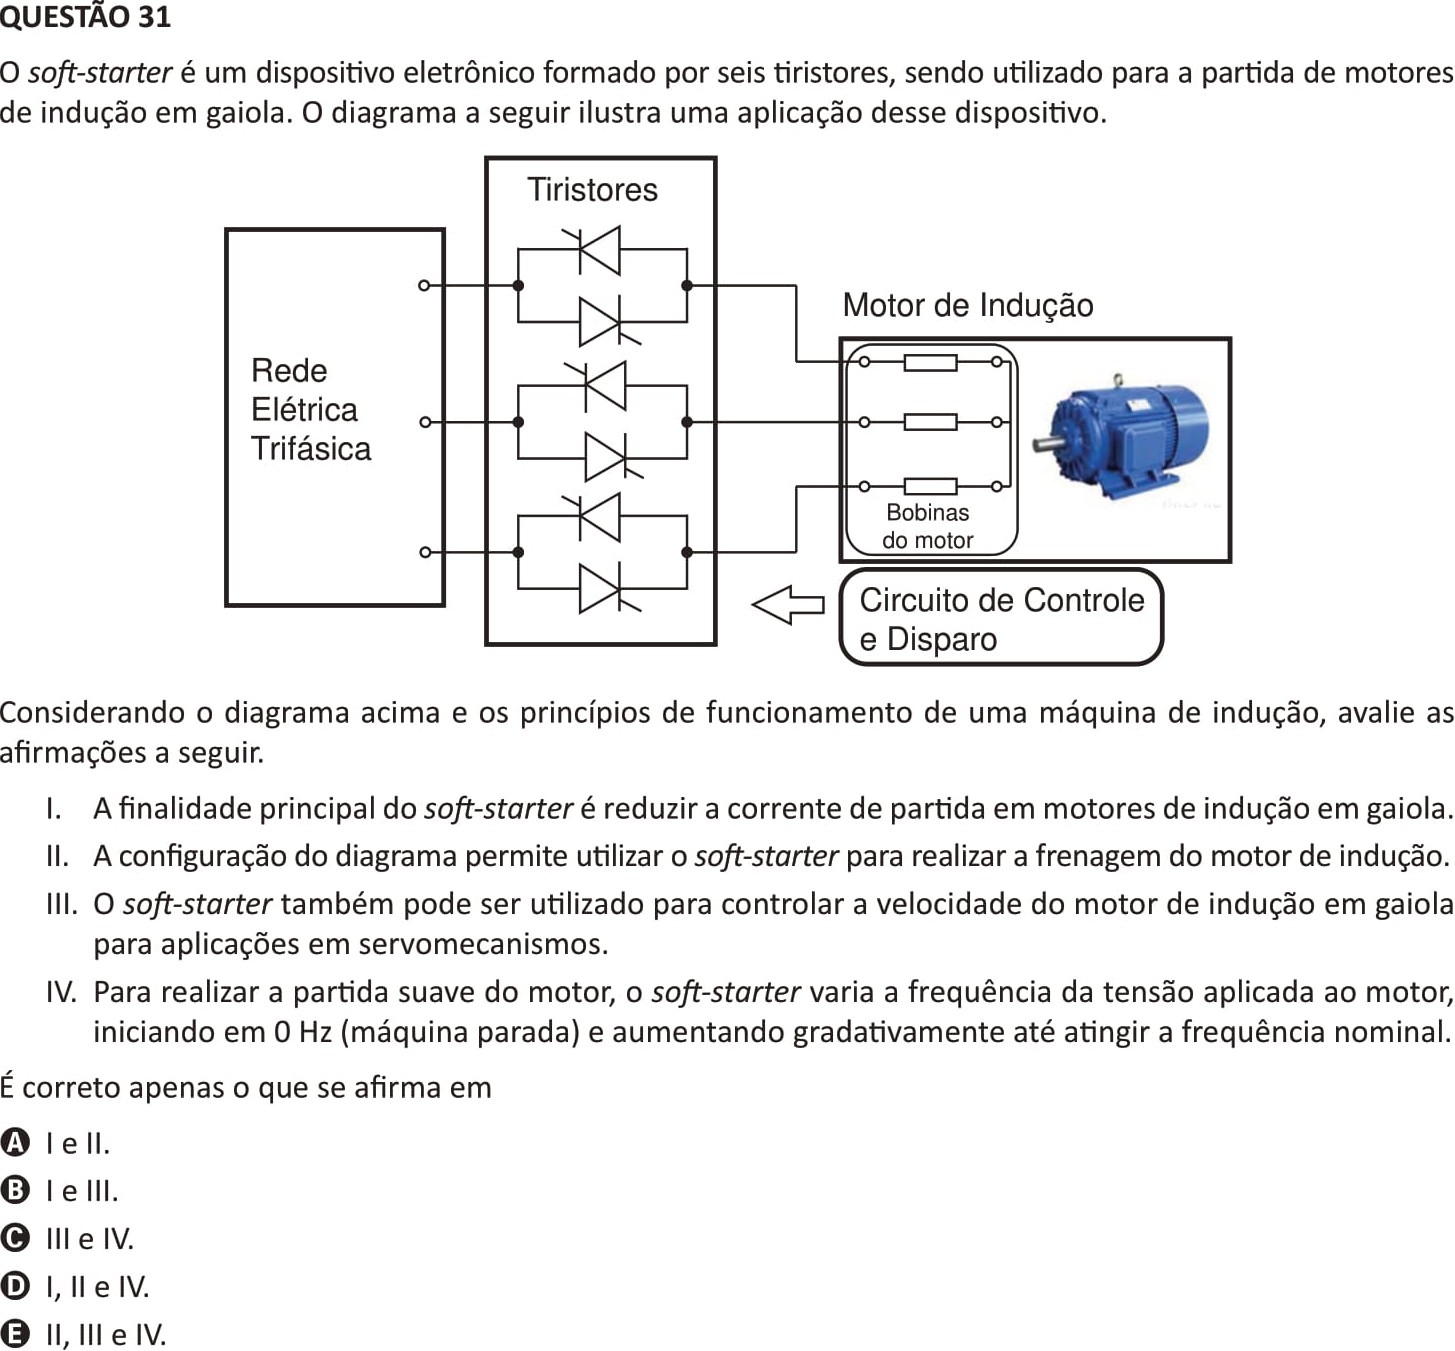 QUESTÃO 31
O soft-starter é um dispositivo eletrônico formado por seis tiristores, sendo utilizado para a partida de motores
de indução em gaiola. O diagrama a seguir ilustra uma aplicação desse dispositivo.
Tiristores
Rede
Elétrica
Trifásica
Motor de Indução
Bobinas
do motor
Circuito de Controle
e Disparo
Considerando o diagrama acima e os princípios de funcionamento de uma máquina de indução, avalie as
afirmações a seguir.
I. A finalidade principal do soft-starter é reduzir a corrente de partida em motores de indução em gaiola.
II. A configuração do diagrama permite utilizar o soft-starter para realizar a frenagem do motor de indução.
III. O soft-starter também pode ser utilizado para controlar a velocidade do motor de indução em gaiola
para aplicações em servomecanismos.
IV. Para realizar a partida suave do motor, o soft-starter varia a frequência da tensão aplicada ao motor,
iniciando em 0 Hz (máquina parada) e aumentando gradativamente até atingir a frequência nominal.
É correto apenas o que se afirma em
A I e II.
B I e III.
C III e IV.
D I, II e IV.
E II, III e IV.